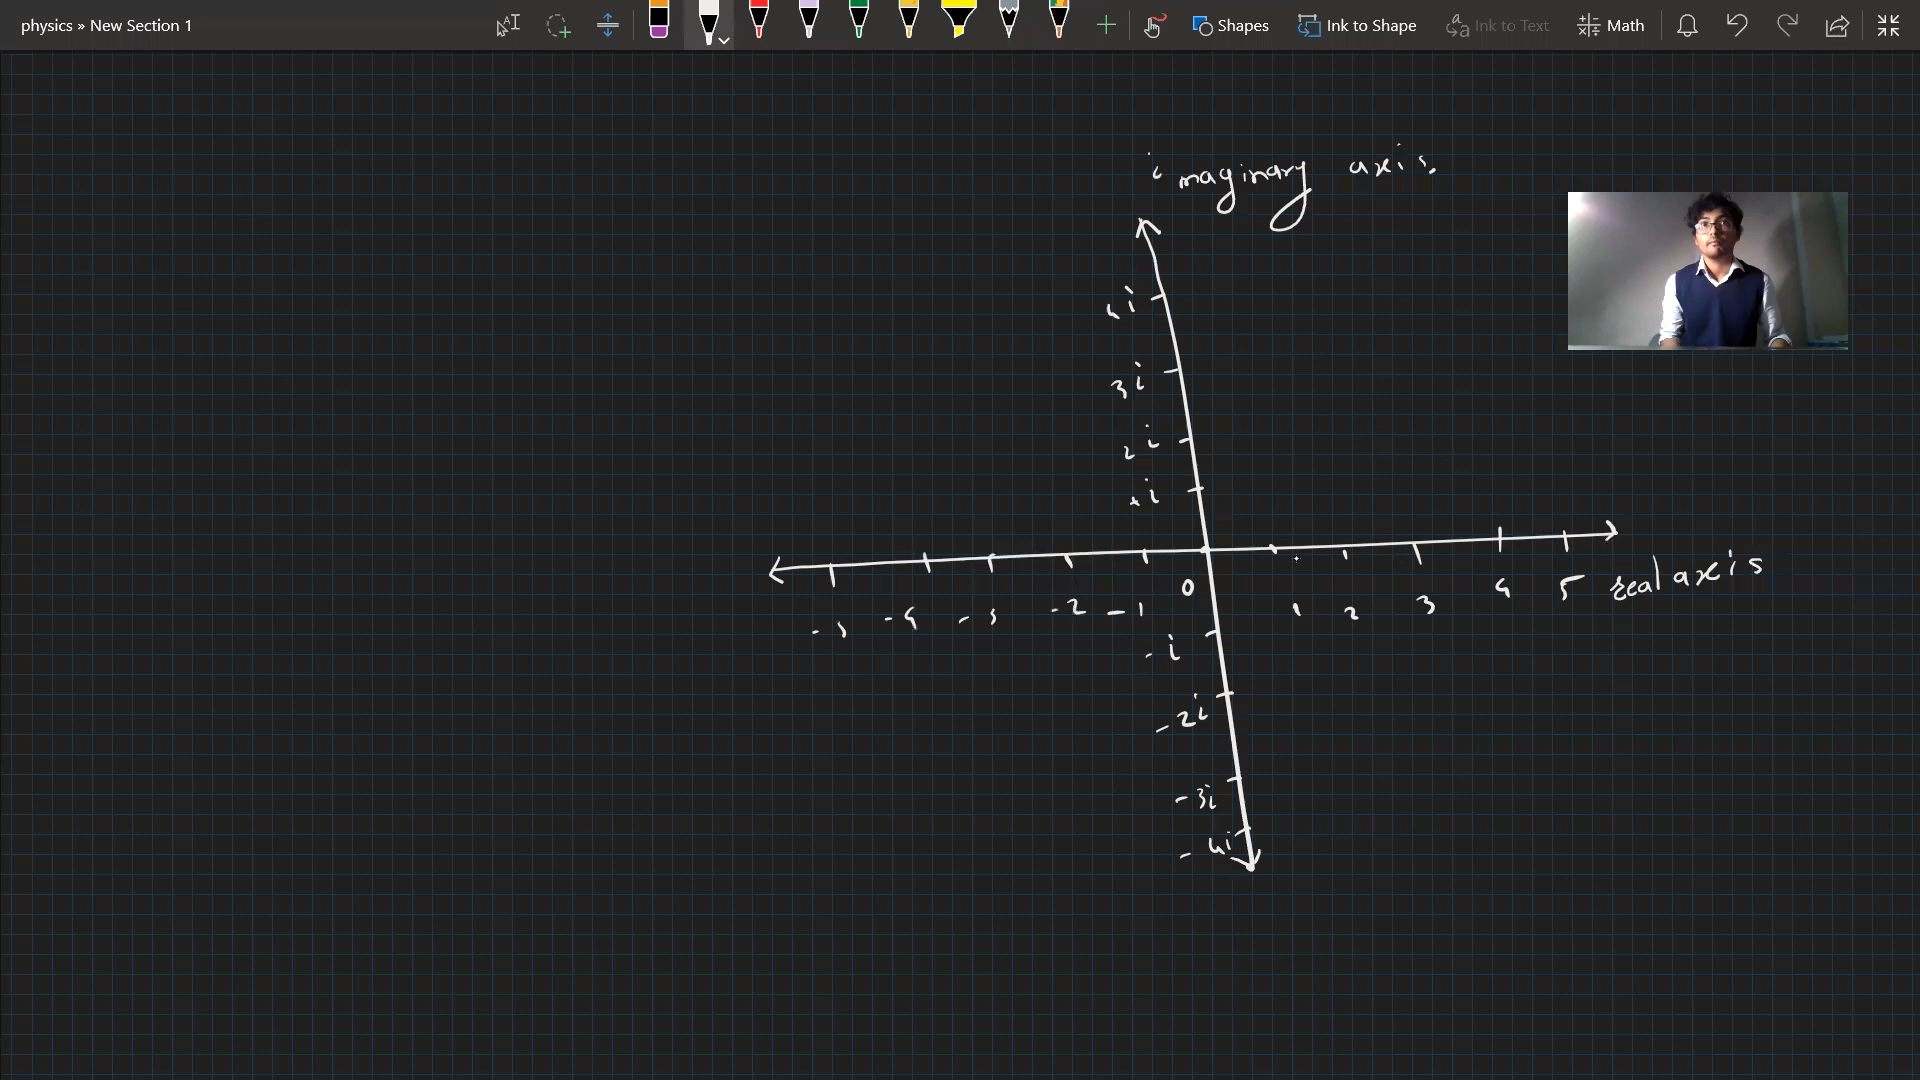 physics » New Section 1
Shapes
Ink to Shape
Ink to Text
Math
imaginary axis.
4i
3i
2i
i
-5 -4 -3 -2 -1 0 1 2 3 4 5 real axis
-i
-2i
-3i
-4i